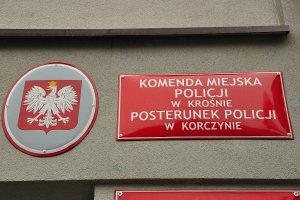 KOMENDA MIEJSKA
POLICJI
W KROŚNIE
POSTERUNEK POLICJI
W KORCZYNIE